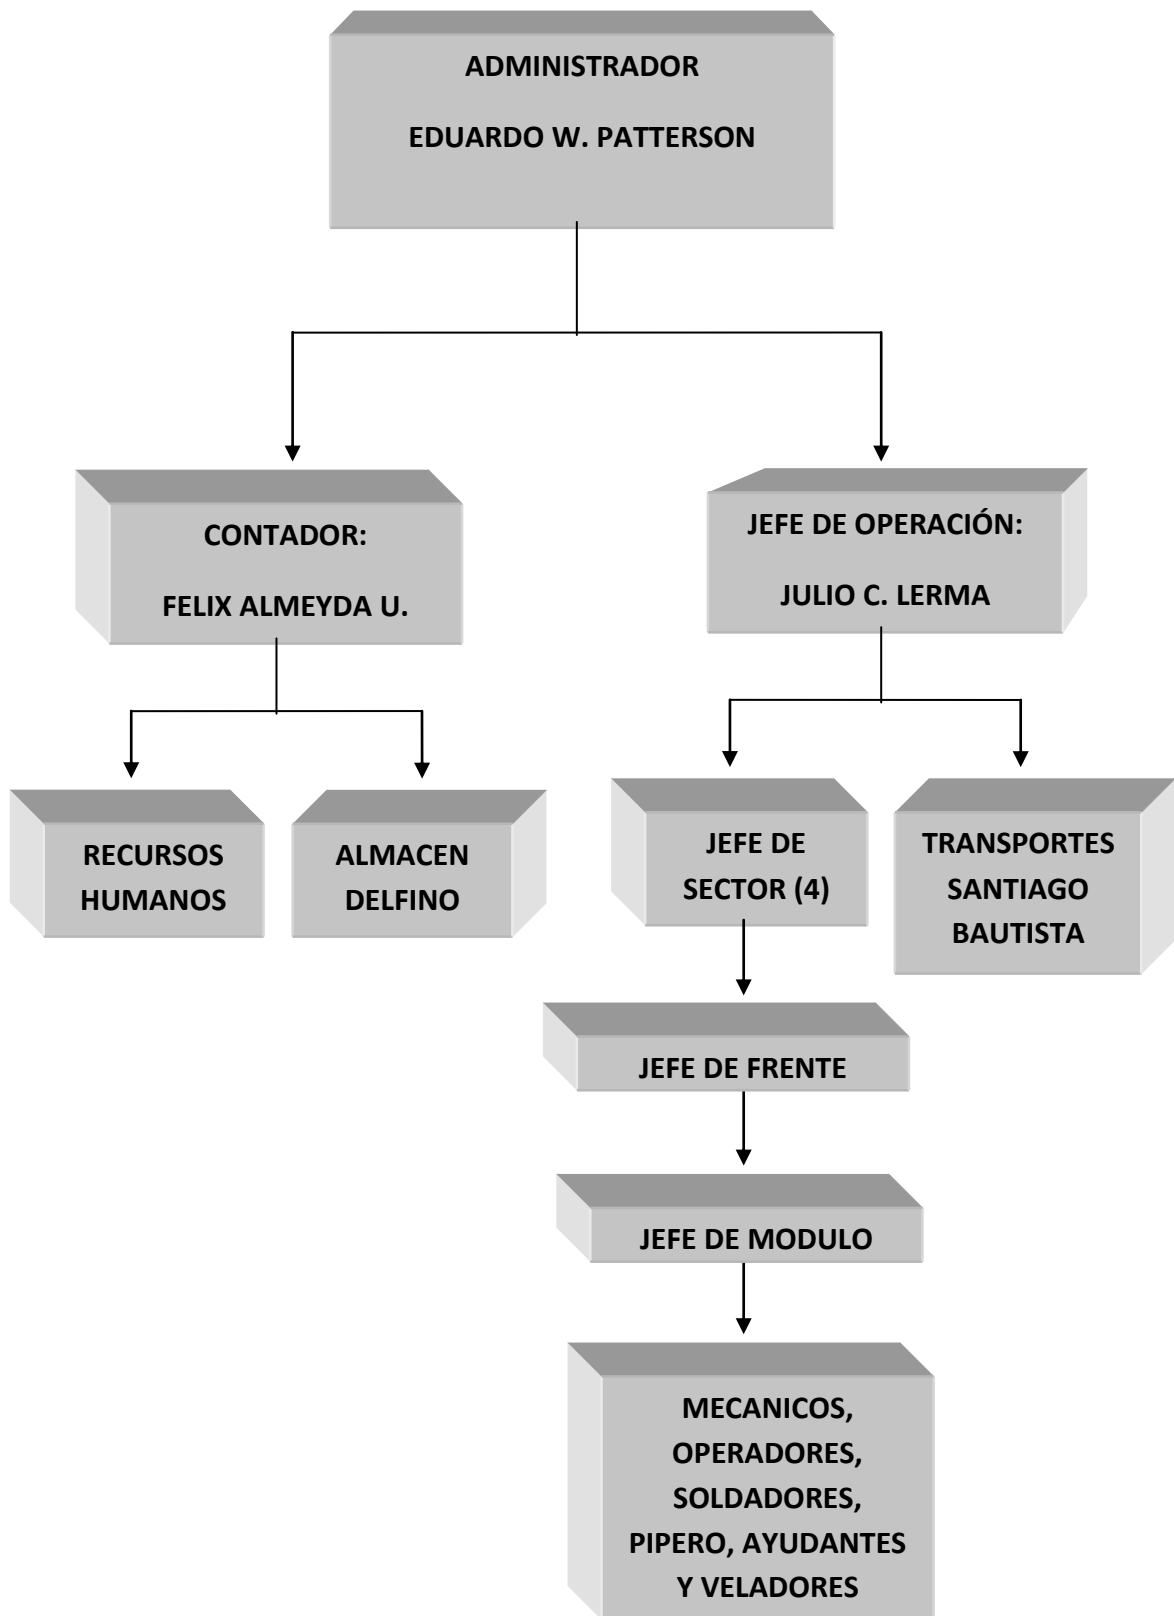 ADMINISTRADOR
EDUARDO W. PATTERSON
CONTADOR:
FELIX ALMEYDA U.
JEFE DE OPERACIÓN:
JULIO C. LERMA
RECURSOS
HUMANOS
ALMACEN
DELFINO
JEFE DE
SECTOR (4)
TRANSPORTES
SANTIAGO
BAUTISTA
JEFE DE FRENTE
JEFE DE MODULO
MECANICOS,
OPERADORES,
SOLDADORES,
PIPERO, AYUDANTES
Y VELADORES